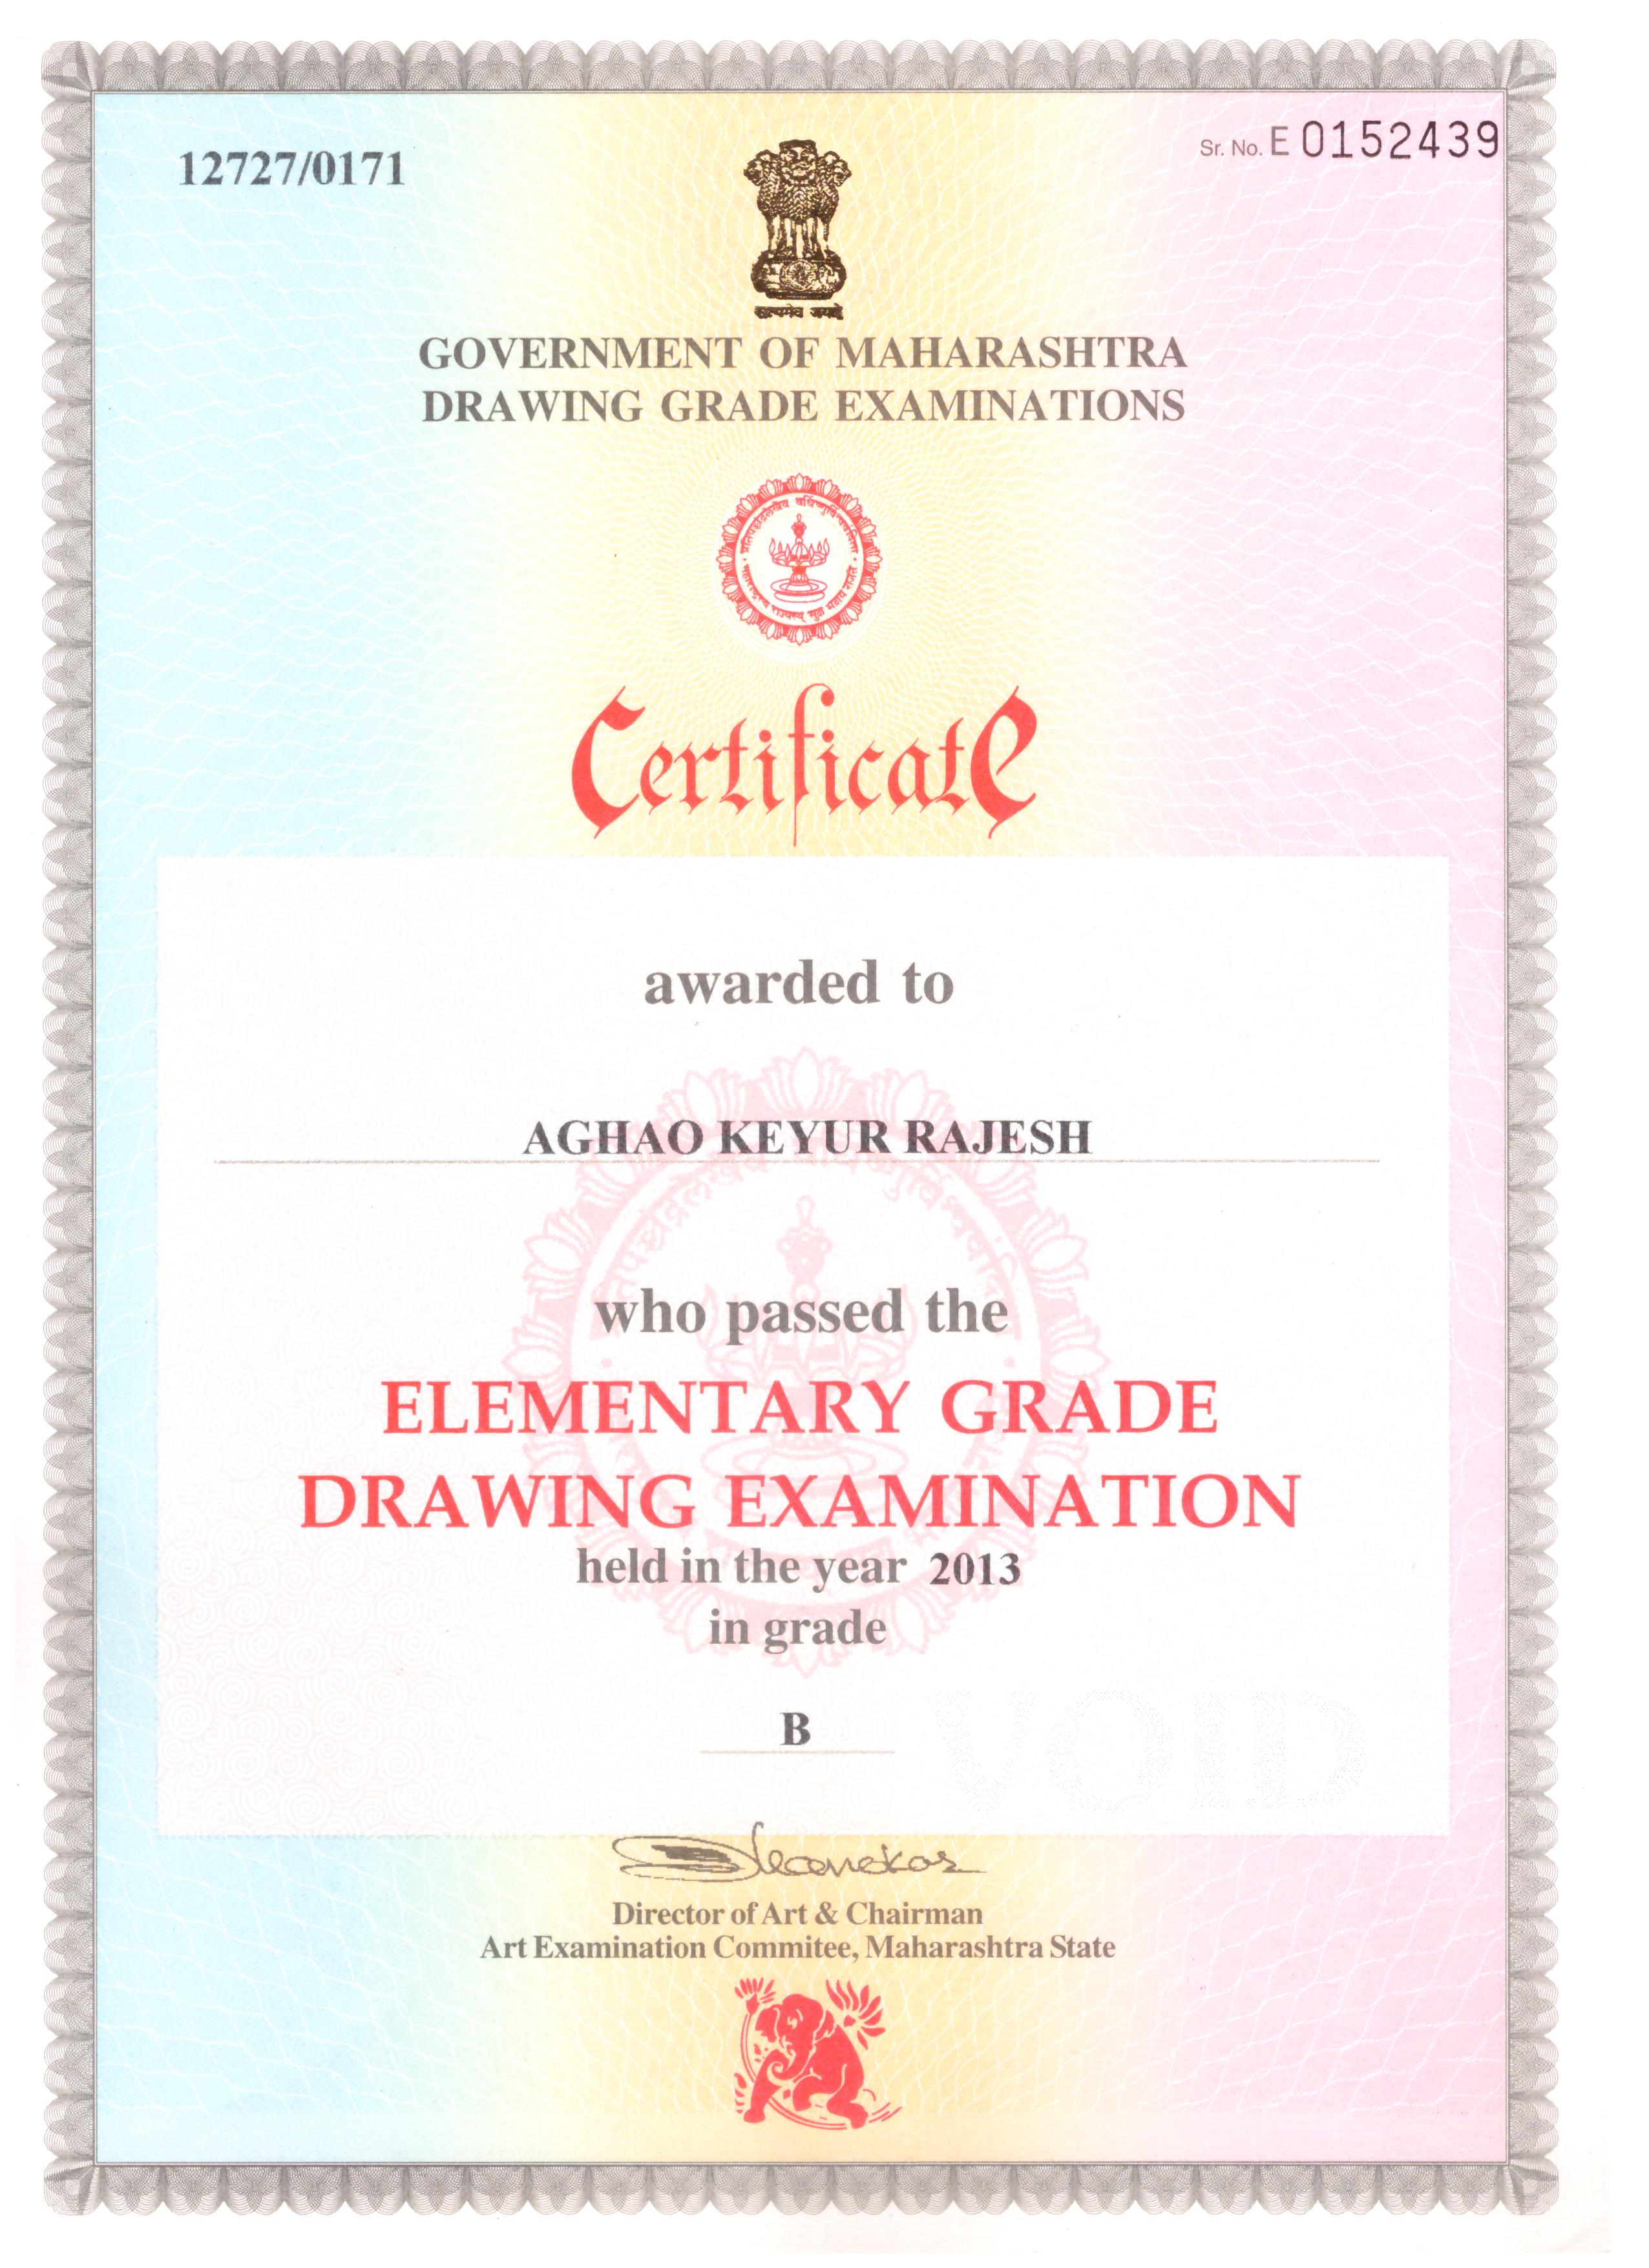 12727/0171
Sr. No. E 0152439
सत्यमेव जयते
GOVERNMENT OF MAHARASHTRA
DRAWING GRADE EXAMINATIONS
Certificate
awarded to
AGHAO KEYUR RAJESH
who passed the
ELEMENTARY GRADE
DRAWING EXAMINATION
held in the year 2013
in grade
B
VOID
Director of Art & Chairman
Art Examination Commitee, Maharashtra State